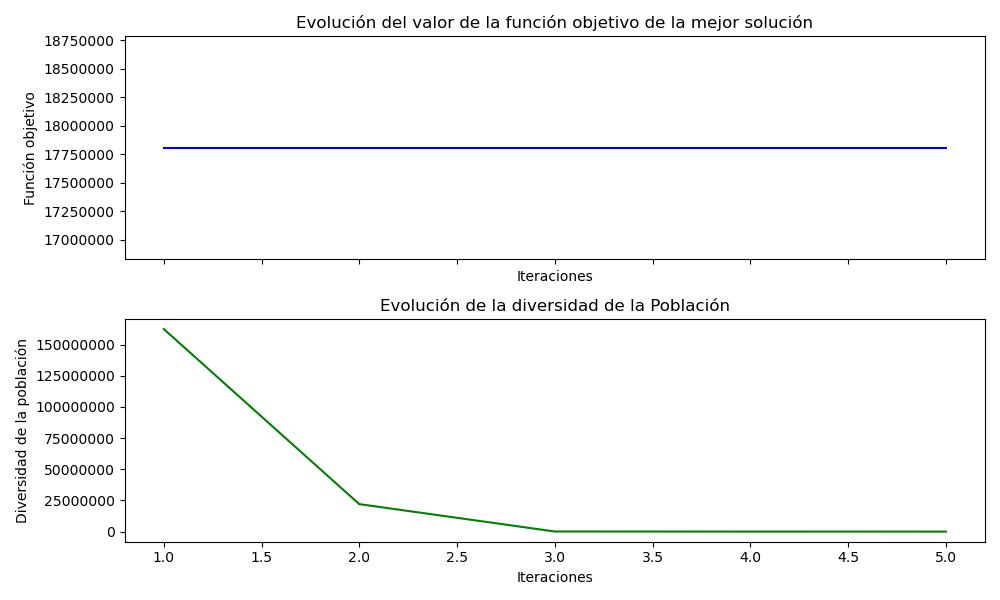 Evolución del valor de la función objetivo de la mejor solución
18750000
18500000
18250000
18000000
17750000
17500000
17250000
17000000
Función objetivo
Iteraciones
Evolución de la diversidad de la Población
150000000
125000000
100000000
75000000
50000000
25000000
0
Diversidad de la población
1.0 1.5 2.0 2.5 3.0 3.5 4.0 4.5 5.0
Iteraciones